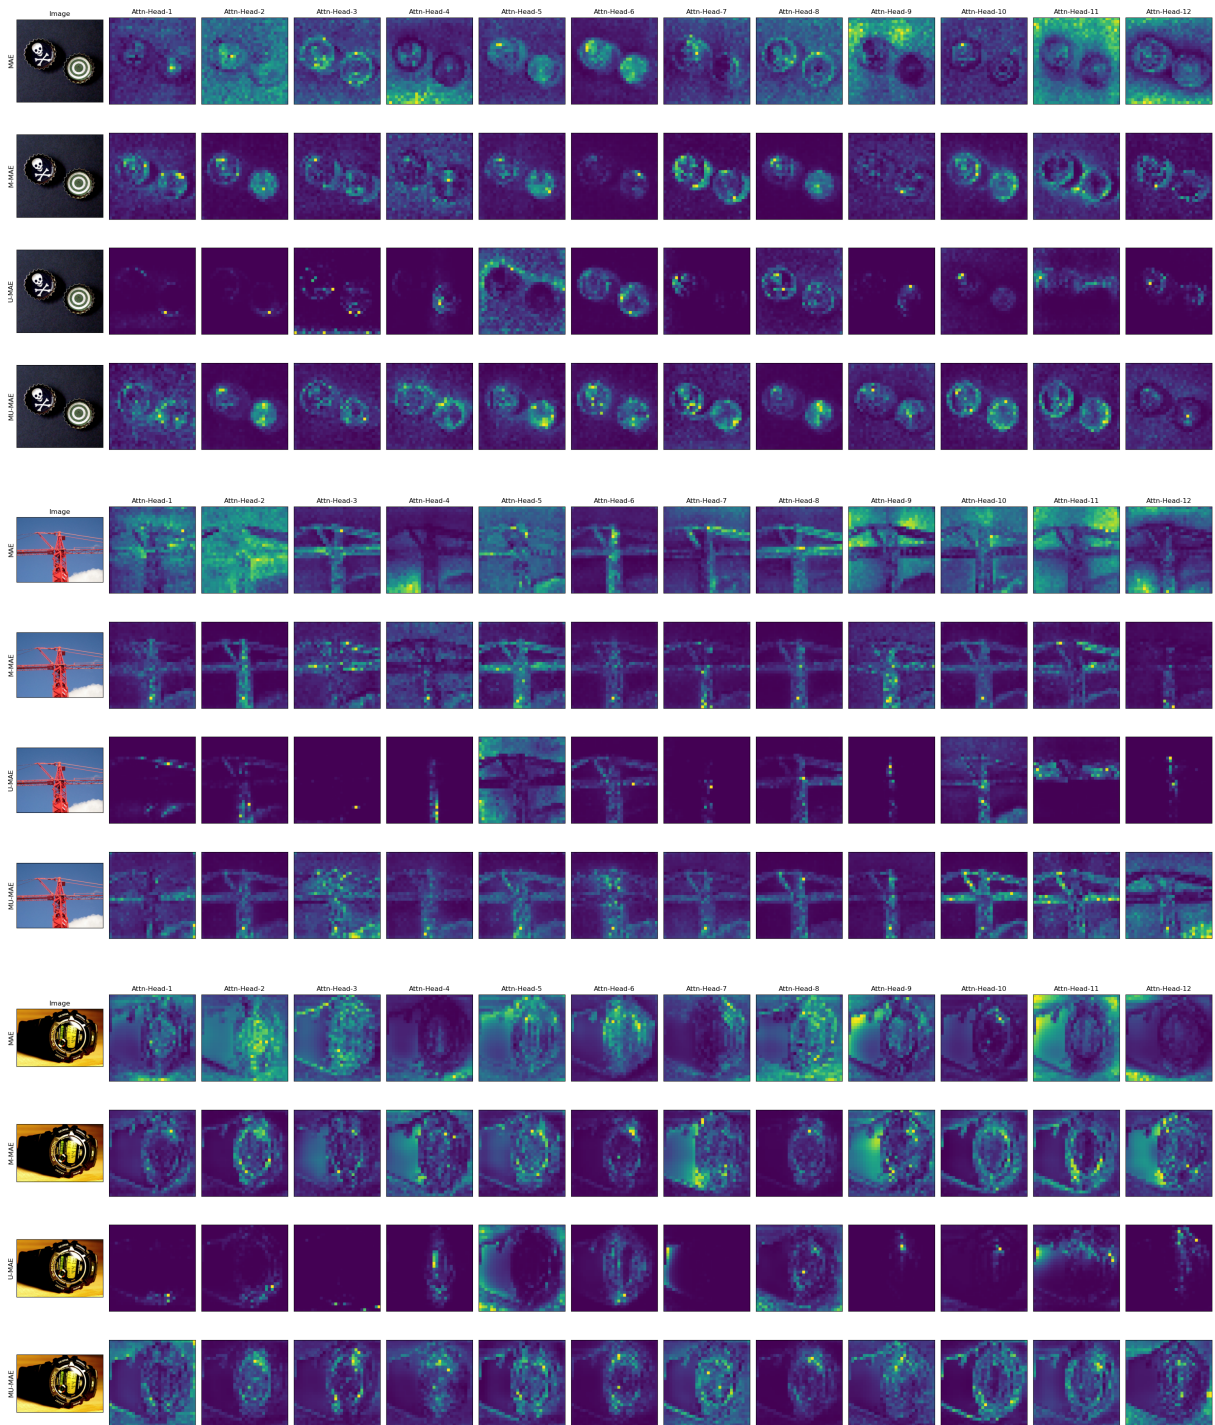 Image Attn-Head-1 Attn-Head-2 Attn-Head-3 Attn-Head-4 Attn-Head-5 Attn-Head-6 Attn-Head-7 Attn-Head-8 Attn-Head-9 Attn-Head-10 Attn-Head-11 Attn-Head-12
MAE
M-MAE
U-MAE
MU-MAE
Image Attn-Head-1 Attn-Head-2 Attn-Head-3 Attn-Head-4 Attn-Head-5 Attn-Head-6 Attn-Head-7 Attn-Head-8 Attn-Head-9 Attn-Head-10 Attn-Head-11 Attn-Head-12
MAE
M-MAE
U-MAE
MU-MAE
Image Attn-Head-1 Attn-Head-2 Attn-Head-3 Attn-Head-4 Attn-Head-5 Attn-Head-6 Attn-Head-7 Attn-Head-8 Attn-Head-9 Attn-Head-10 Attn-Head-11 Attn-Head-12
MAE
M-MAE
U-MAE
MU-MAE